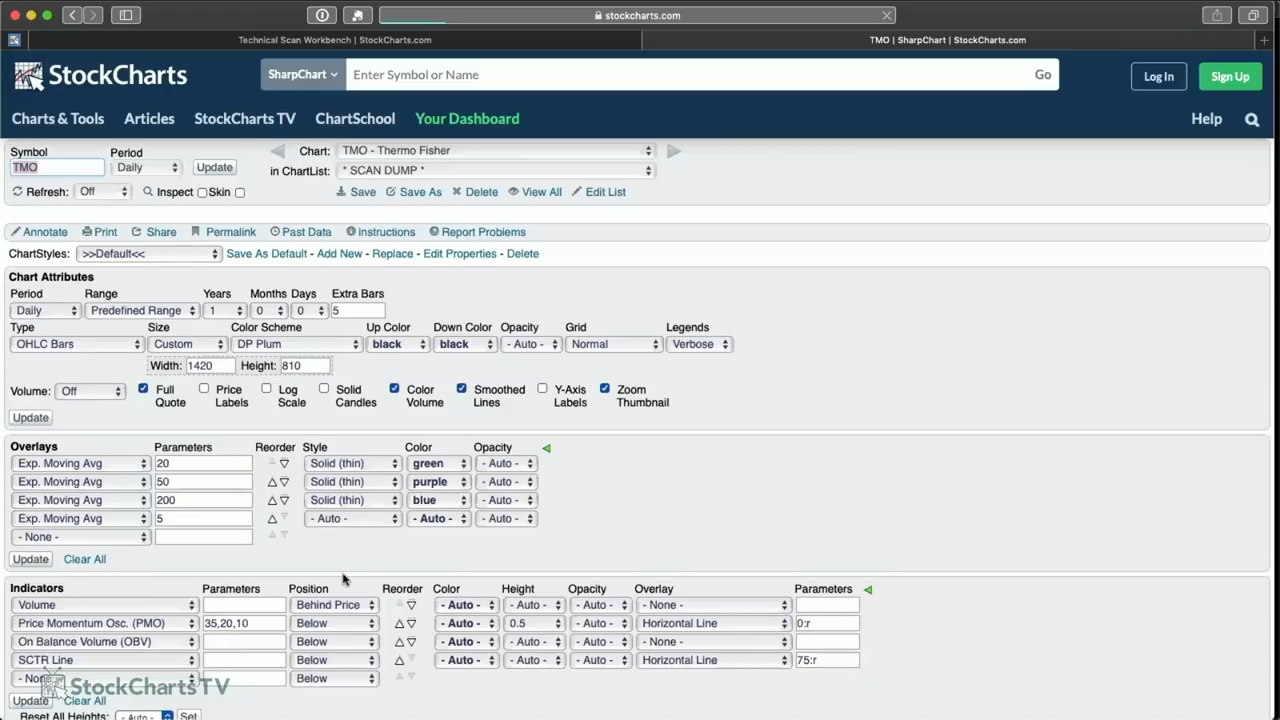 stockcharts.com
Technical Scan Workbench | StockCharts.com
TMO | SharpChart | StockCharts.com
StockCharts
SharpChart
Enter Symbol or Name
Go
Log In
Sign Up
Charts & Tools
Articles
StockCharts TV
ChartSchool
Your Dashboard
Help
Symbol
Period
Chart: TMO - Thermo Fisher
TMO
Daily
Update
in ChartList: * SCAN DUMP *
Refresh: Off
Inspect
Skin
Save
Save As
Delete
View All
Edit List
Annotate
Print
Share
Permalink
Past Data
Instructions
Report Problems
ChartStyles: >>Default<<
Save As Default - Add New - Replace - Edit Properties - Delete
Chart Attributes
Period Range Years Months Days Extra Bars
Daily Predefined Range 1 0 0 5
Type Size Color Scheme Up Color Down Color Opacity Grid Legends
OHLC Bars Custom DP Plum black black - Auto - Normal Verbose
Width: 1420 Height: 810
Volume: Off
Full Quote
Price Labels
Log Scale
Solid Candles
Color Volume
Smoothed Lines
Y-Axis Labels
Zoom Thumbnail
Update
Overlays Parameters Reorder Style Color Opacity
Exp. Moving Avg 20 Solid (thin) green - Auto -
Exp. Moving Avg 50 Solid (thin) purple - Auto -
Exp. Moving Avg 200 Solid (thin) blue - Auto -
Exp. Moving Avg 5 - Auto - - Auto - - Auto -
- None -
Update Clear All
Indicators Parameters Position Reorder Color Height Opacity Overlay Parameters
Volume Behind Price - Auto - - Auto - - Auto - - None -
Price Momentum Osc. (PMO) 35,20,10 Below - Auto - 0.5 - Auto - Horizontal Line 0:r
On Balance Volume (OBV) Below - Auto - - Auto - - Auto - - None -
SCTR Line Below - Auto - - Auto - - Auto - Horizontal Line 75:r
Below
StockChartsTV
Update Clear All
Reset All Heights: - Auto - Set